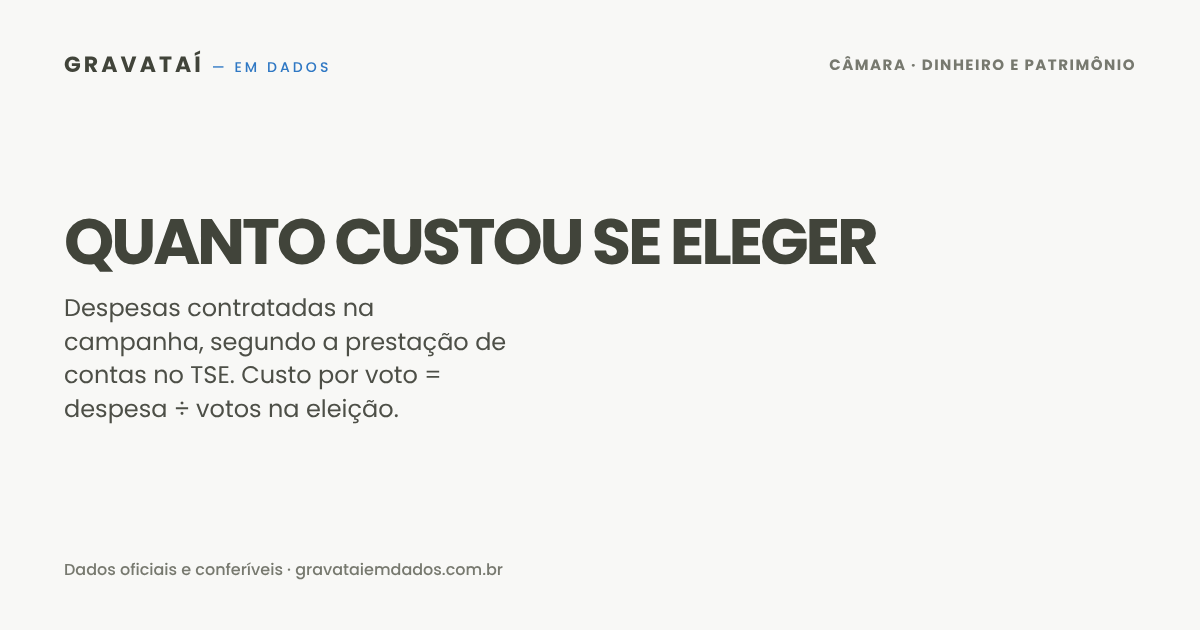 GRAVATAÍ — EM DADOS
CÂMARA · DINHEIRO E PATRIMÔNIO
QUANTO CUSTOU SE ELEGER
Despesas contratadas na
campanha, segundo a prestação de
contas no TSE. Custo por voto =
despesa ÷ votos na eleição.
Dados oficiais e conferíveis · gravataiemdados.com.br